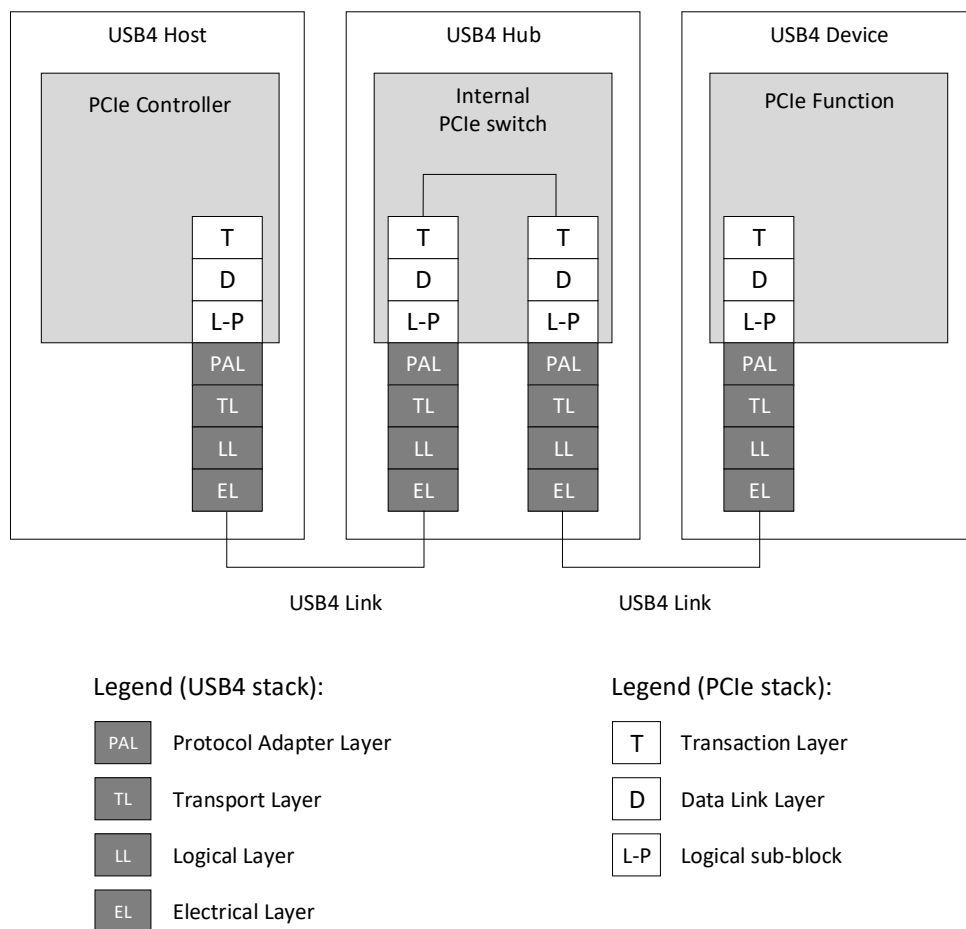 USB4 Host
USB4 Hub
USB4 Device
PCIe Controller
Internal
PCIe switch
PCIe Function
T
T
T
T
D
D
D
D
L-P
L-P
L-P
L-P
PAL
PAL
PAL
PAL
TL
TL
TL
TL
LL
LL
LL
LL
EL
EL
EL
EL
USB4 Link
USB4 Link
Legend (USB4 stack):
PAL Protocol Adapter Layer
TL Transport Layer
LL Logical Layer
EL Electrical Layer
Legend (PCIe stack):
T Transaction Layer
D Data Link Layer
L-P Logical sub-block